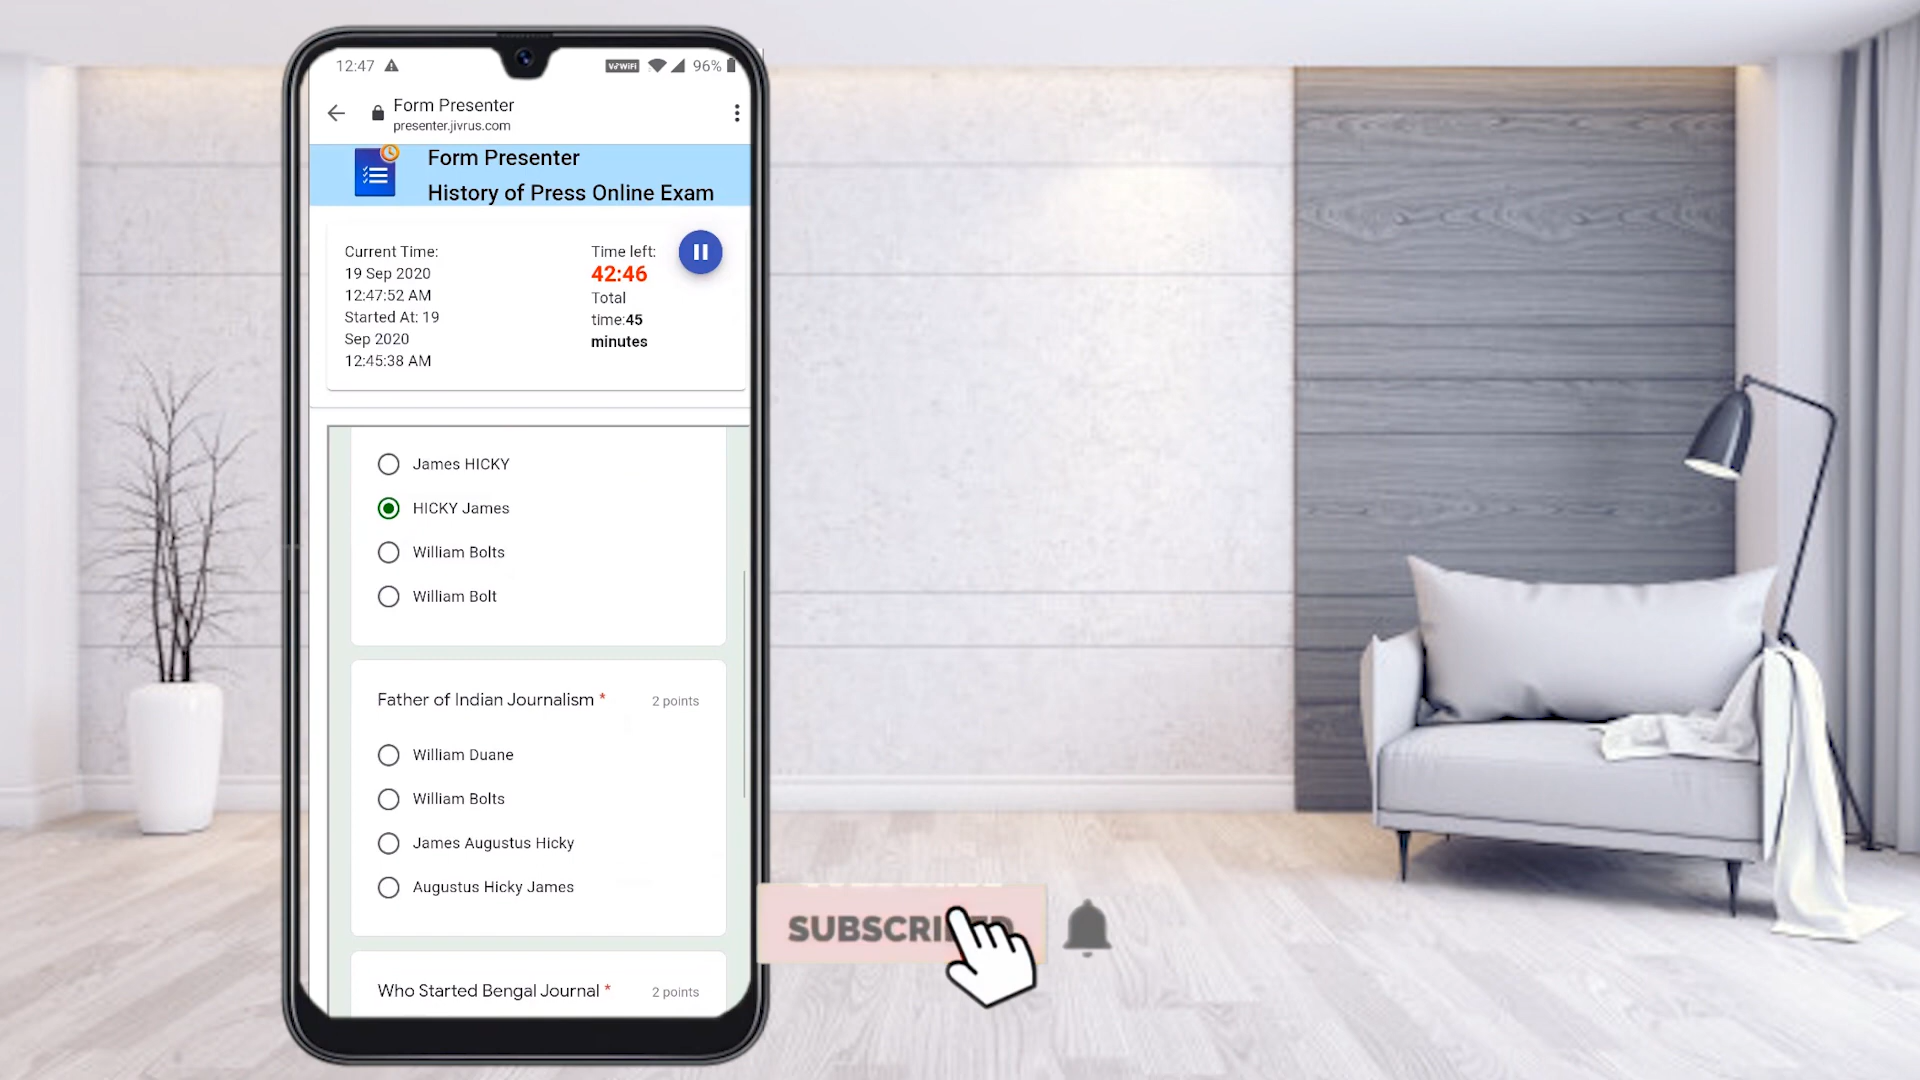 12:47
VoWiFi
96%
Form Presenter
presenter.jivrus.com
Form Presenter
History of Press Online Exam
Current Time:
19 Sep 2020
12:47:52 AM
Started At: 19
Sep 2020
12:45:38 AM
Time left:
42:46
Total
time:45
minutes
James HICKY
HICKY James
William Bolts
William Bolt
Father of Indian Journalism *
2 points
William Duane
William Bolts
James Augustus Hicky
Augustus Hicky James
Who Started Bengal Journal *
2 points